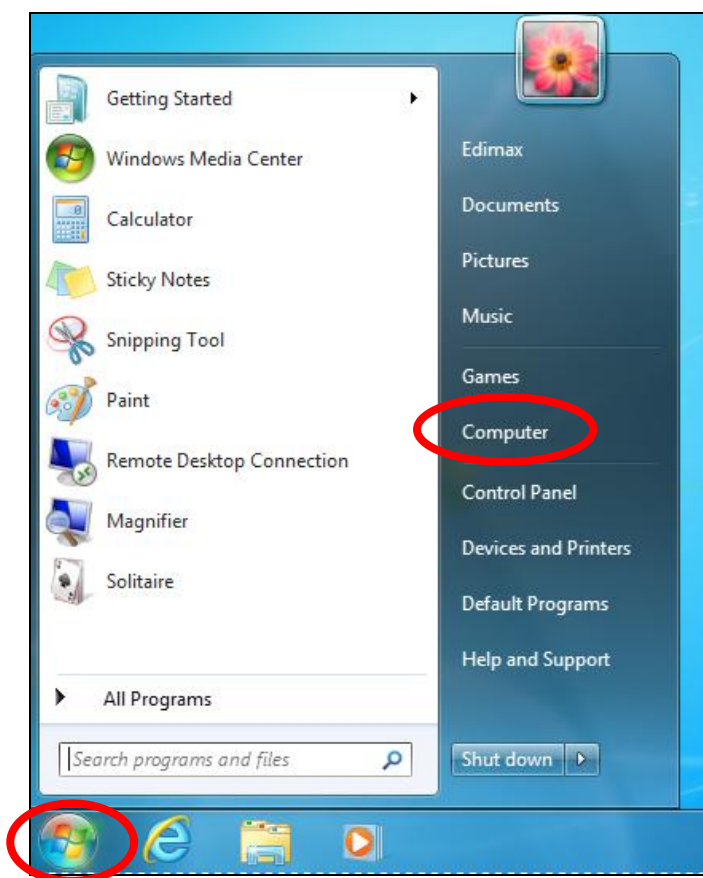 Getting Started
Windows Media Center
Calculator
Sticky Notes
Snipping Tool
Paint
Remote Desktop Connection
Magnifier
Solitaire
All Programs
Search programs and files
Edimax
Documents
Pictures
Music
Games
Computer
Control Panel
Devices and Printers
Default Programs
Help and Support
Shut down